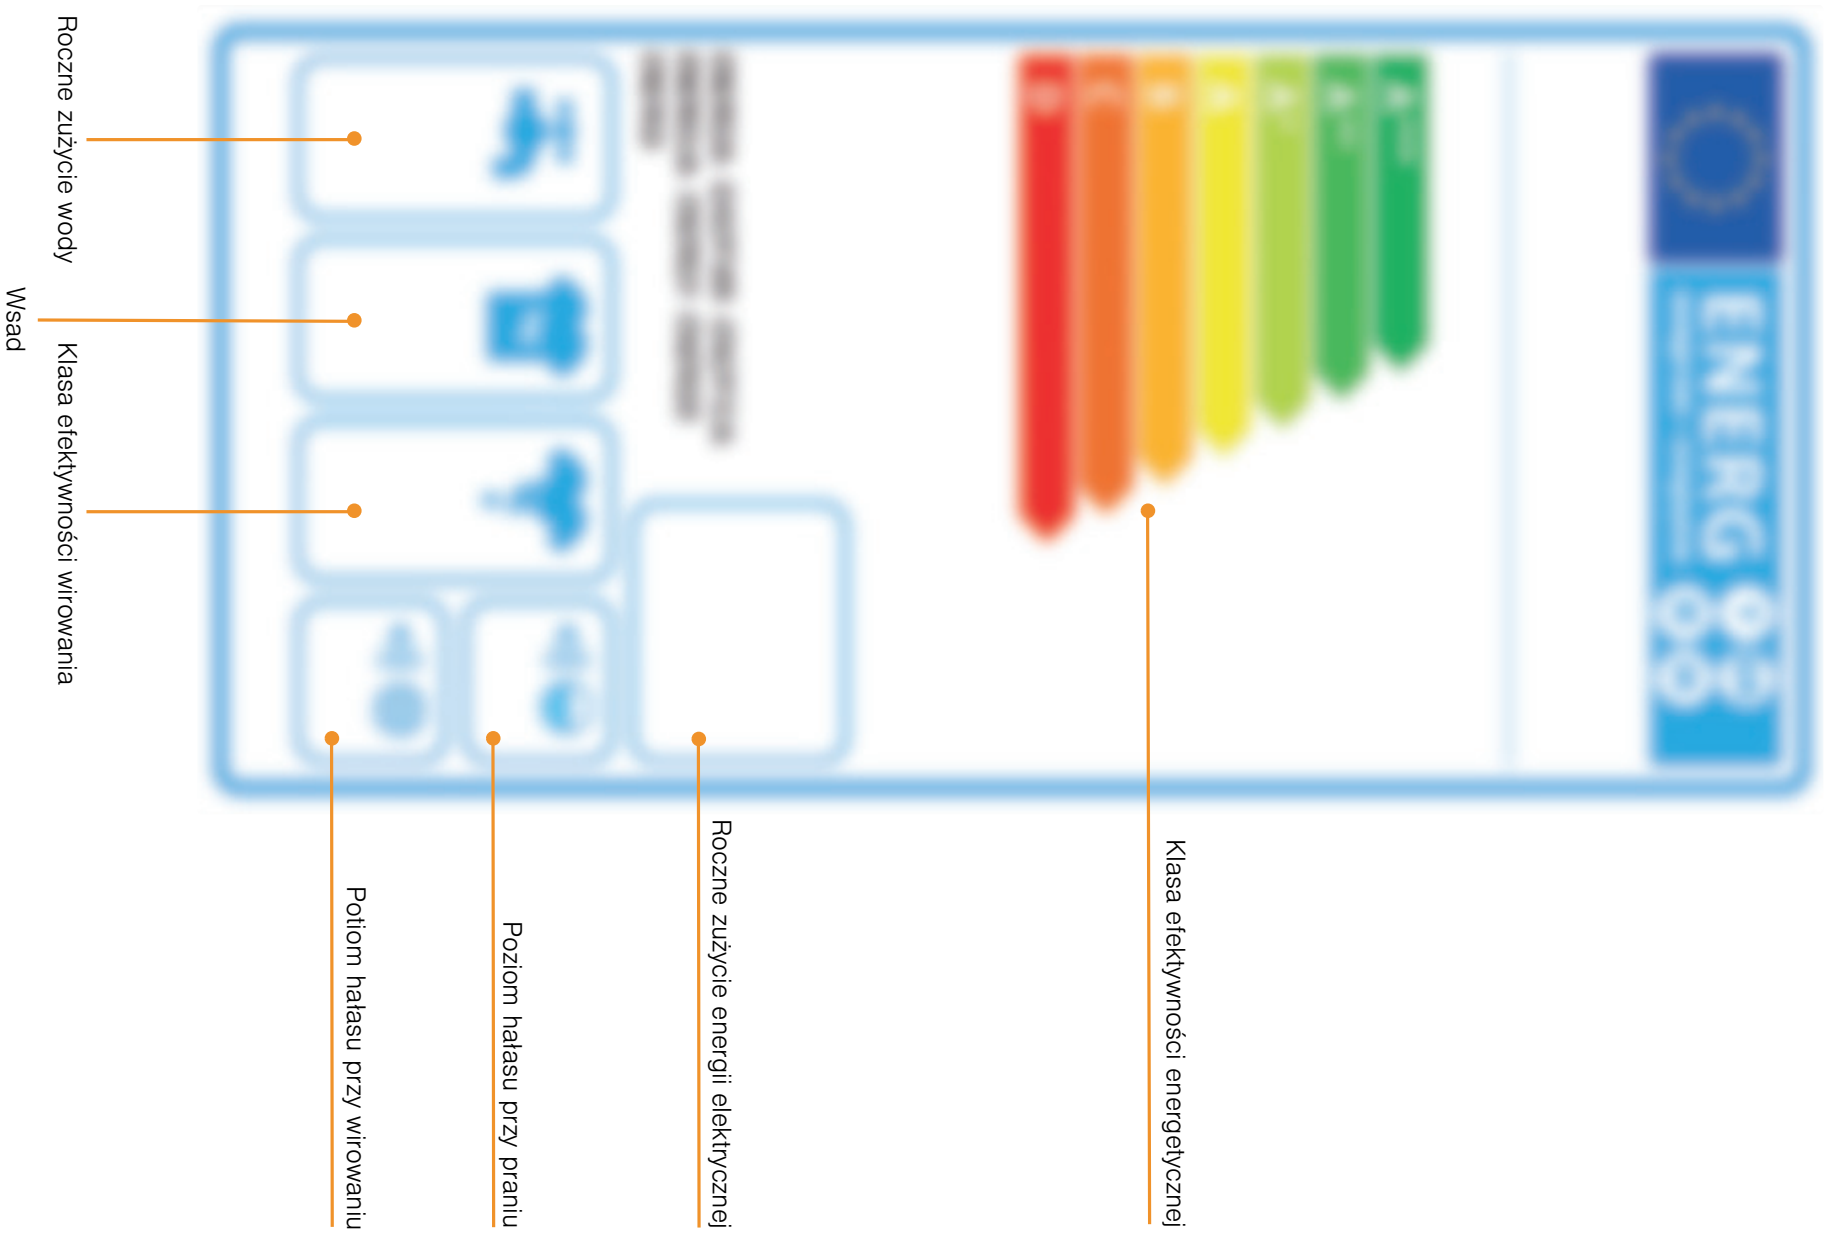 ENERG
A
A
A
A
B
C
D
Klasa efektywności energetycznej
Roczne zużycie energii elektrycznej
Poziom hałasu przy praniu
Potiom hałasu przy wirowaniu
Roczne zużycie wody
Wsad
Klasa efektywności wirowania